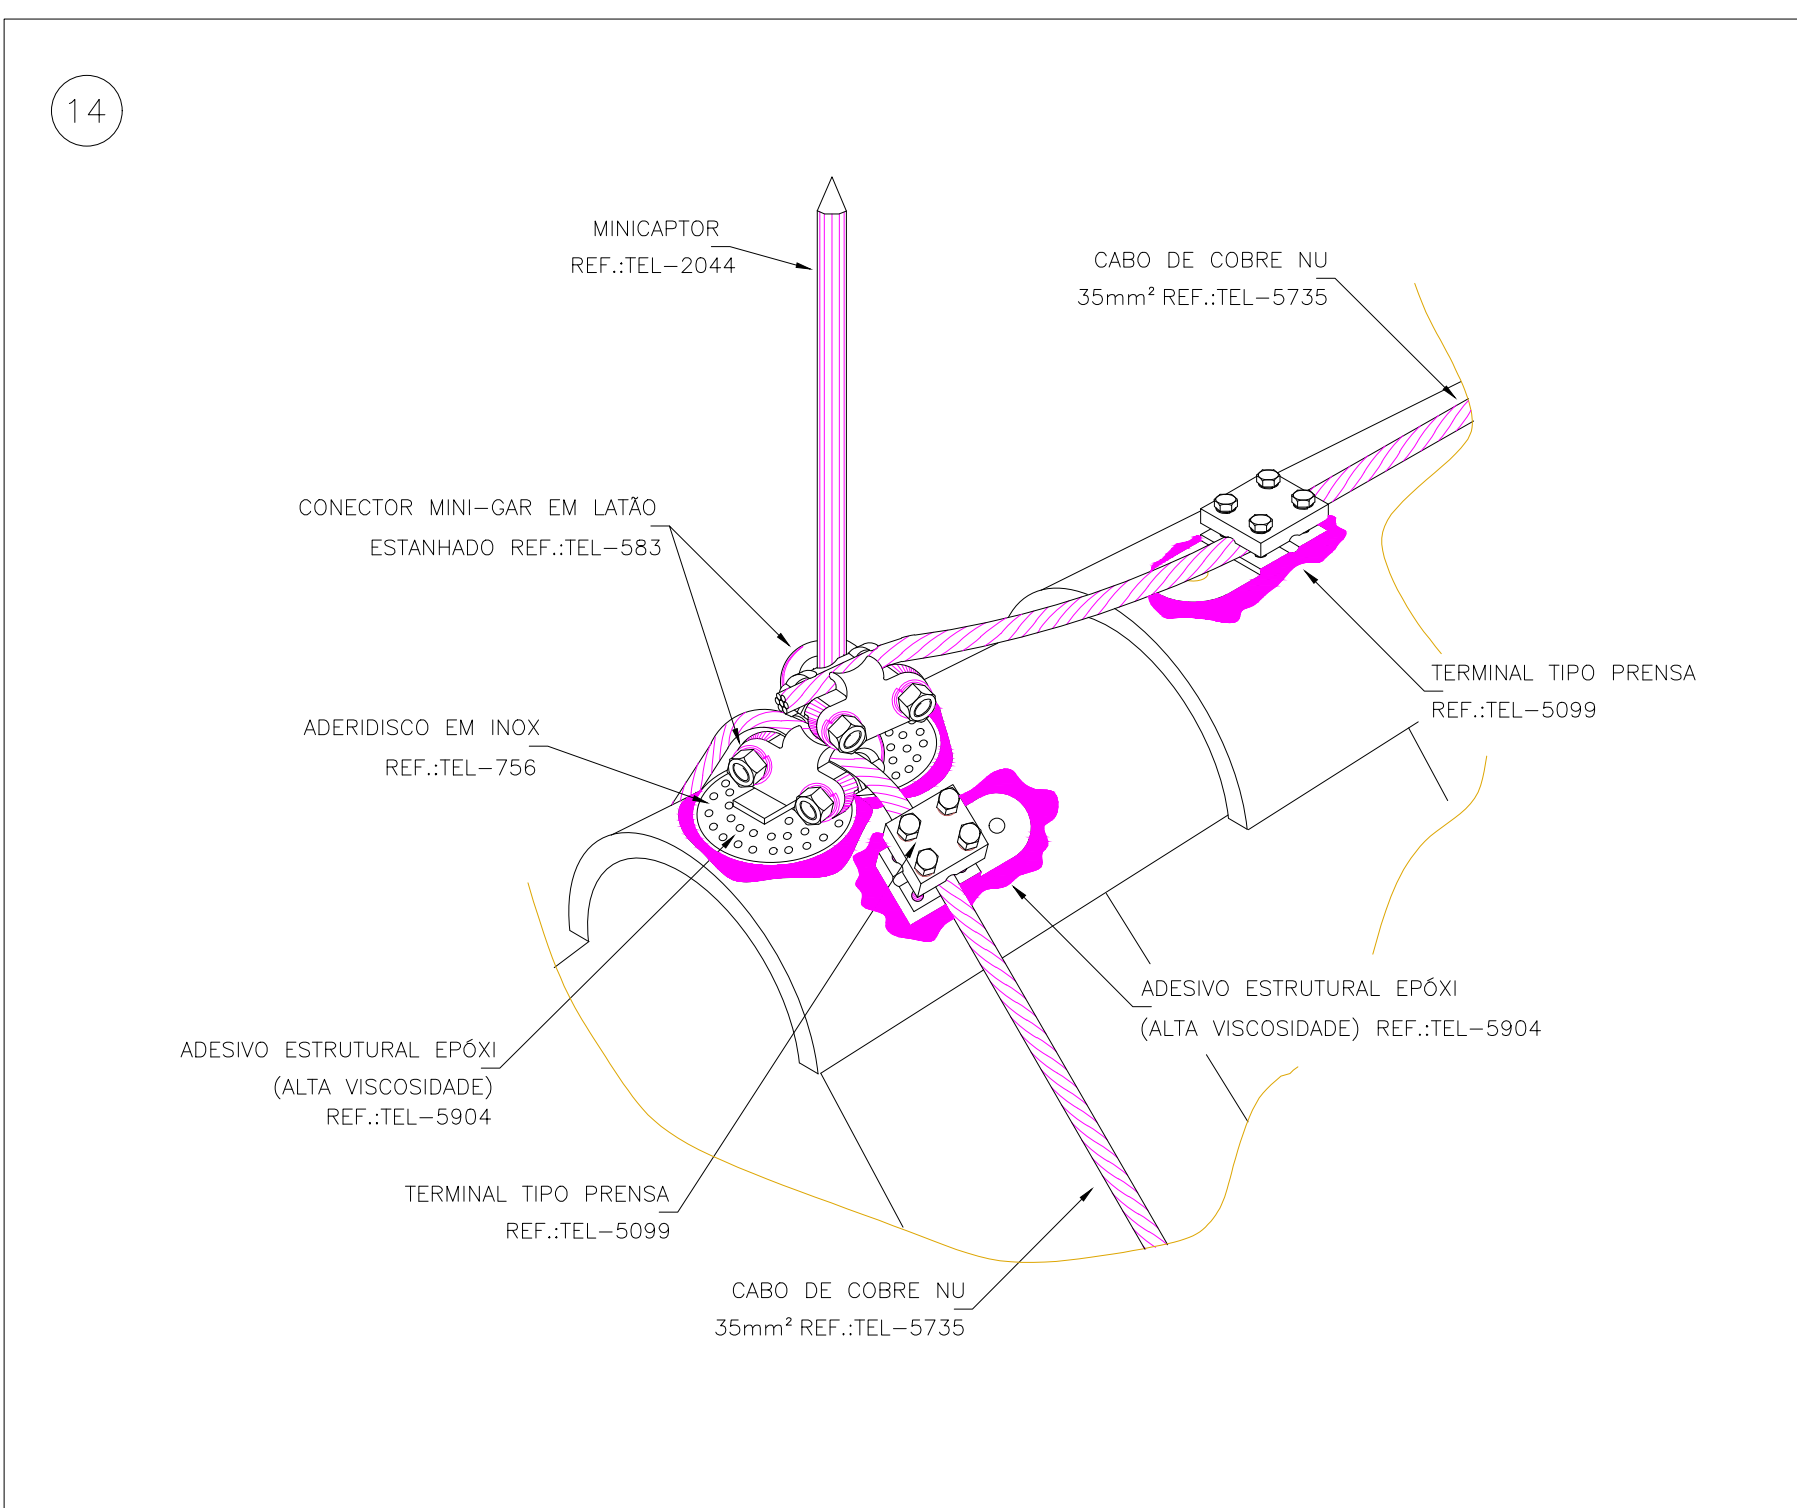 14
MINICAPTOR
REF.:TEL-2044
CABO DE COBRE NU
35mm² REF.:TEL-5735
CONECTOR MINI-GAR EM LATÃO
ESTANHADO REF.:TEL-583
TERMINAL TIPO PRENSA
REF.:TEL-5099
ADERIDISCO EM INOX
REF.:TEL-756
ADESIVO ESTRUTURAL EPÓXI
(ALTA VISCOSIDADE) REF.:TEL-5904
ADESIVO ESTRUTURAL EPÓXI
(ALTA VISCOSIDADE)
REF.:TEL-5904
TERMINAL TIPO PRENSA
REF.:TEL-5099
CABO DE COBRE NU
35mm² REF.:TEL-5735